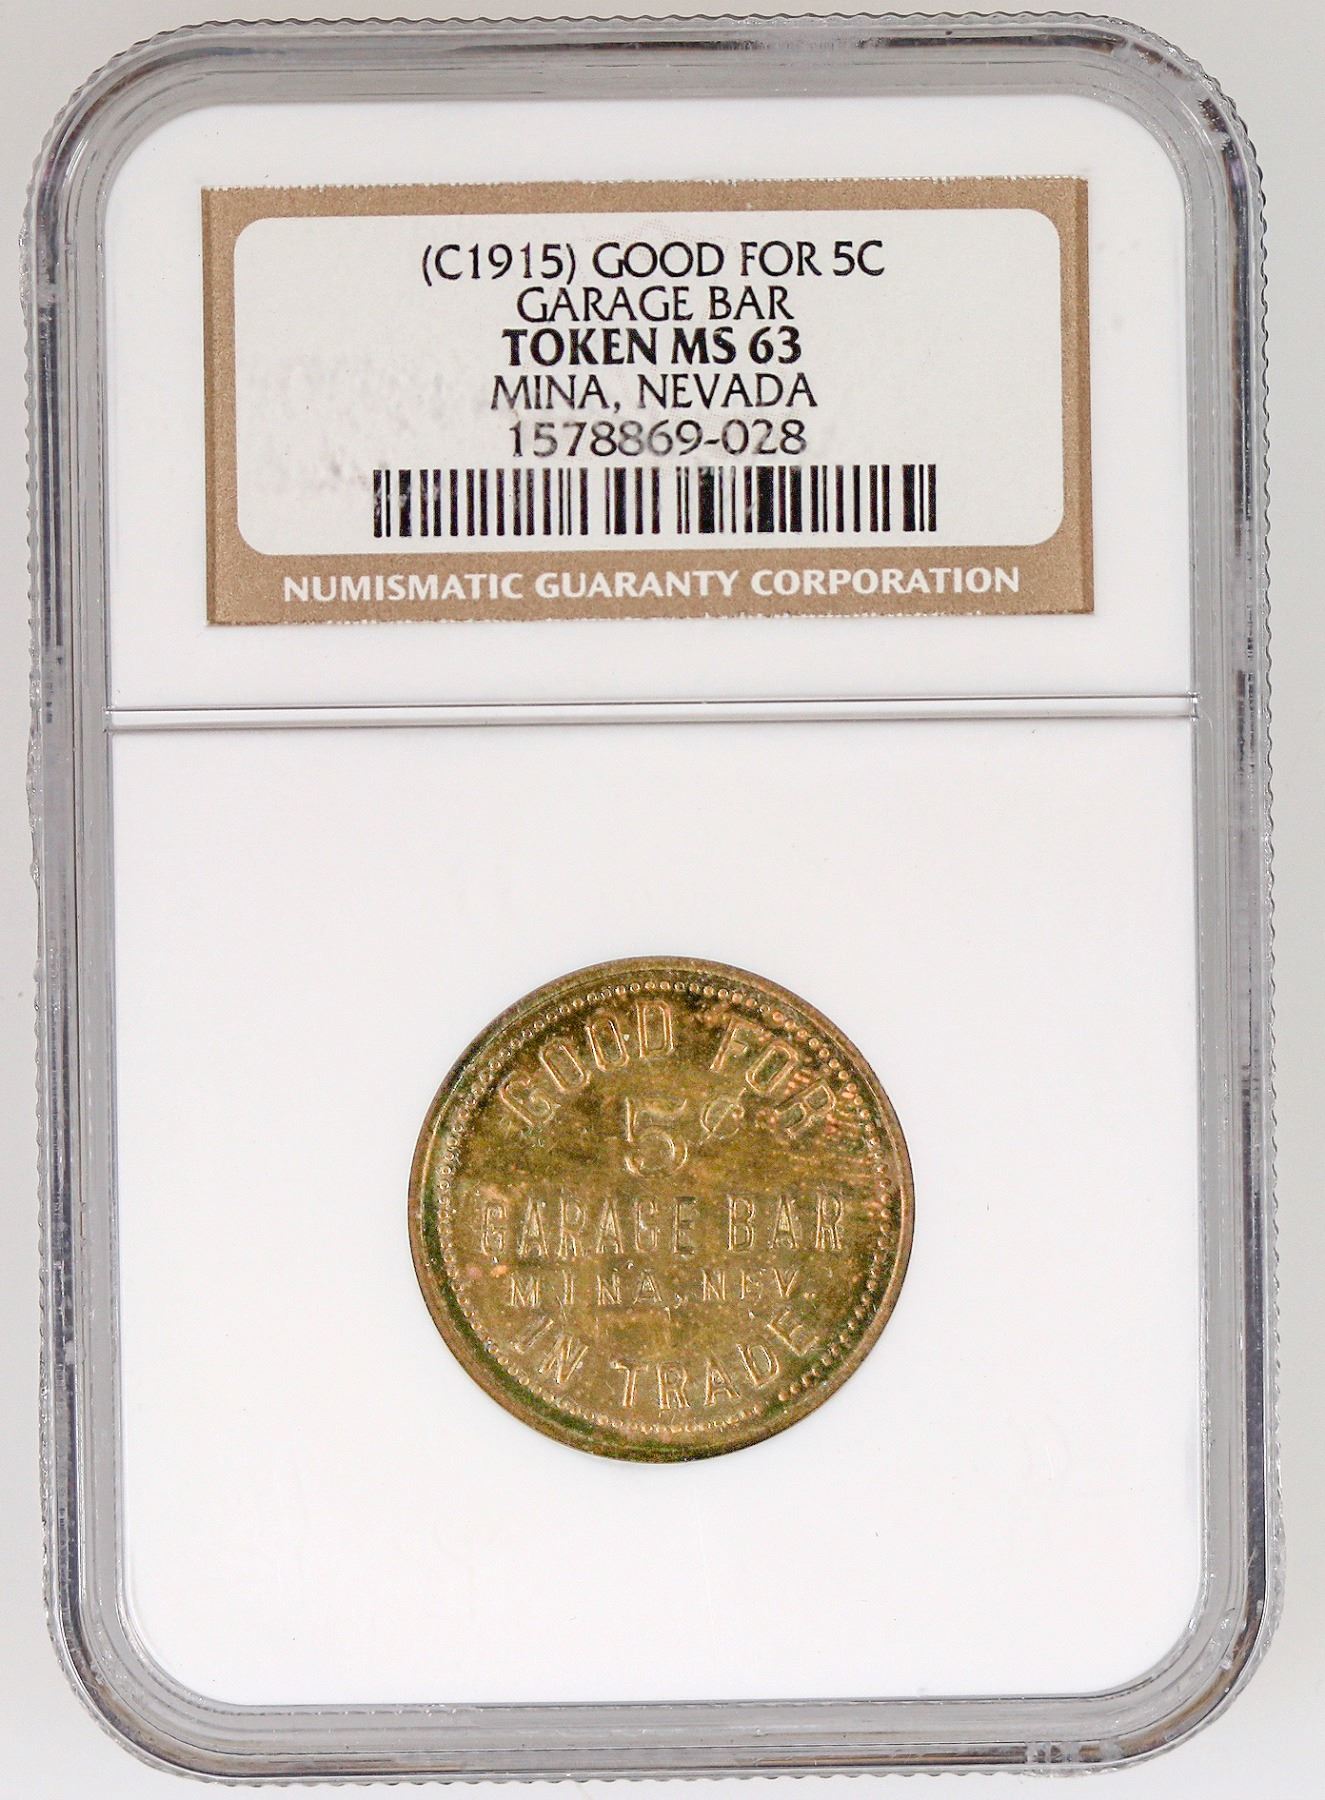 (C1915) GOOD FOR 5C
GARAGE BAR
TOKEN MS 63
MINA, NEVADA
1578869-028
NUMISMATIC GUARANTY CORPORATION
GOOD FOR
5¢
GARAGE BAR
MINA, NEV.
IN TRADE